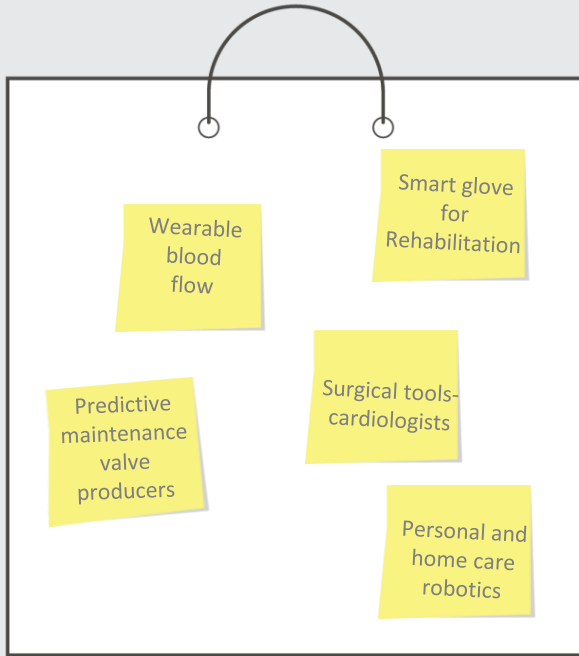 Smart glove
for
Rehabilitation
Wearable
blood
flow
Surgical tools-
cardiologists
Predictive
maintenance
valve
producers
Personal and
home care
robotics